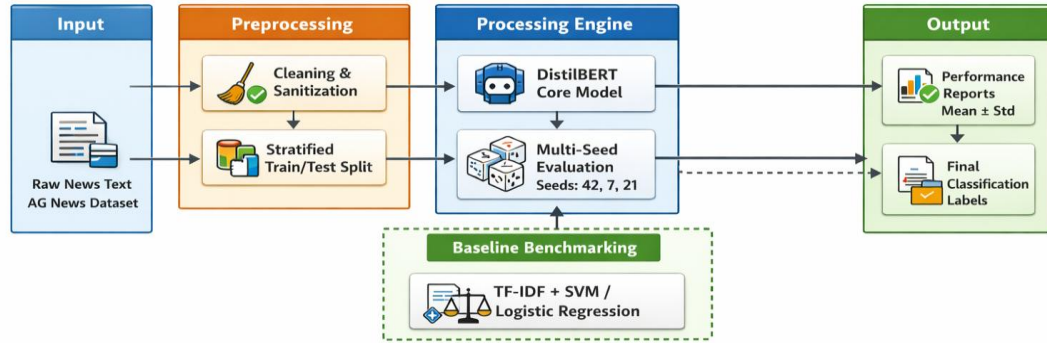 Input
Raw News Text
AG News Dataset
Preprocessing
Cleaning &
Sanitization
Stratified
Train/Test Split
Processing Engine
DistilBERT
Core Model
Multi-Seed
Evaluation
Seeds: 42, 7, 21
Baseline Benchmarking
TF-IDF + SVM /
Logistic Regression
Output
Performance
Reports
Mean ± Std
Final
Classification
Labels